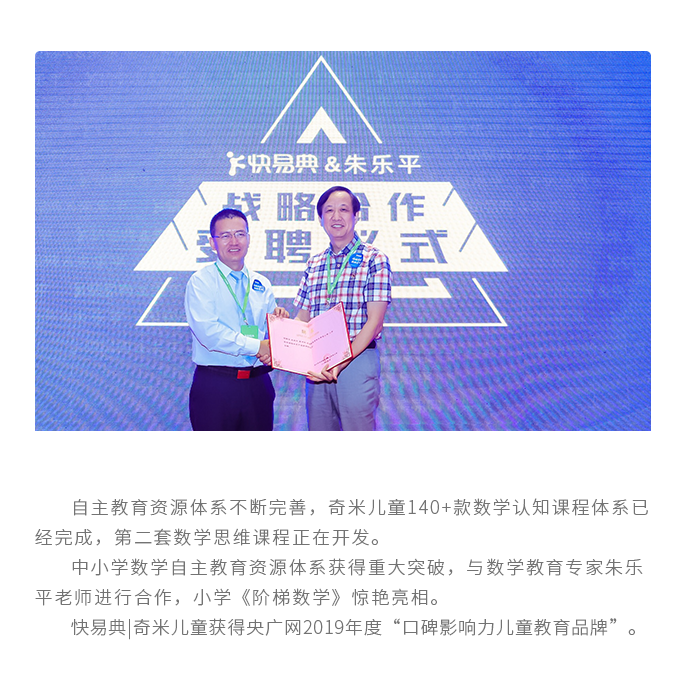 快易典&朱乐平
战略合作
受聘仪式
自主教育资源体系不断完善，奇米儿童140+款数学认知课程体系已
经完成，第二套数学思维课程正在开发。
中小学数学自主教育资源体系获得重大突破，与数学教育专家朱乐
平老师进行合作，小学《阶梯数学》惊艳亮相。
快易典|奇米儿童获得央广网2019年度“口碑影响力儿童教育品牌”。